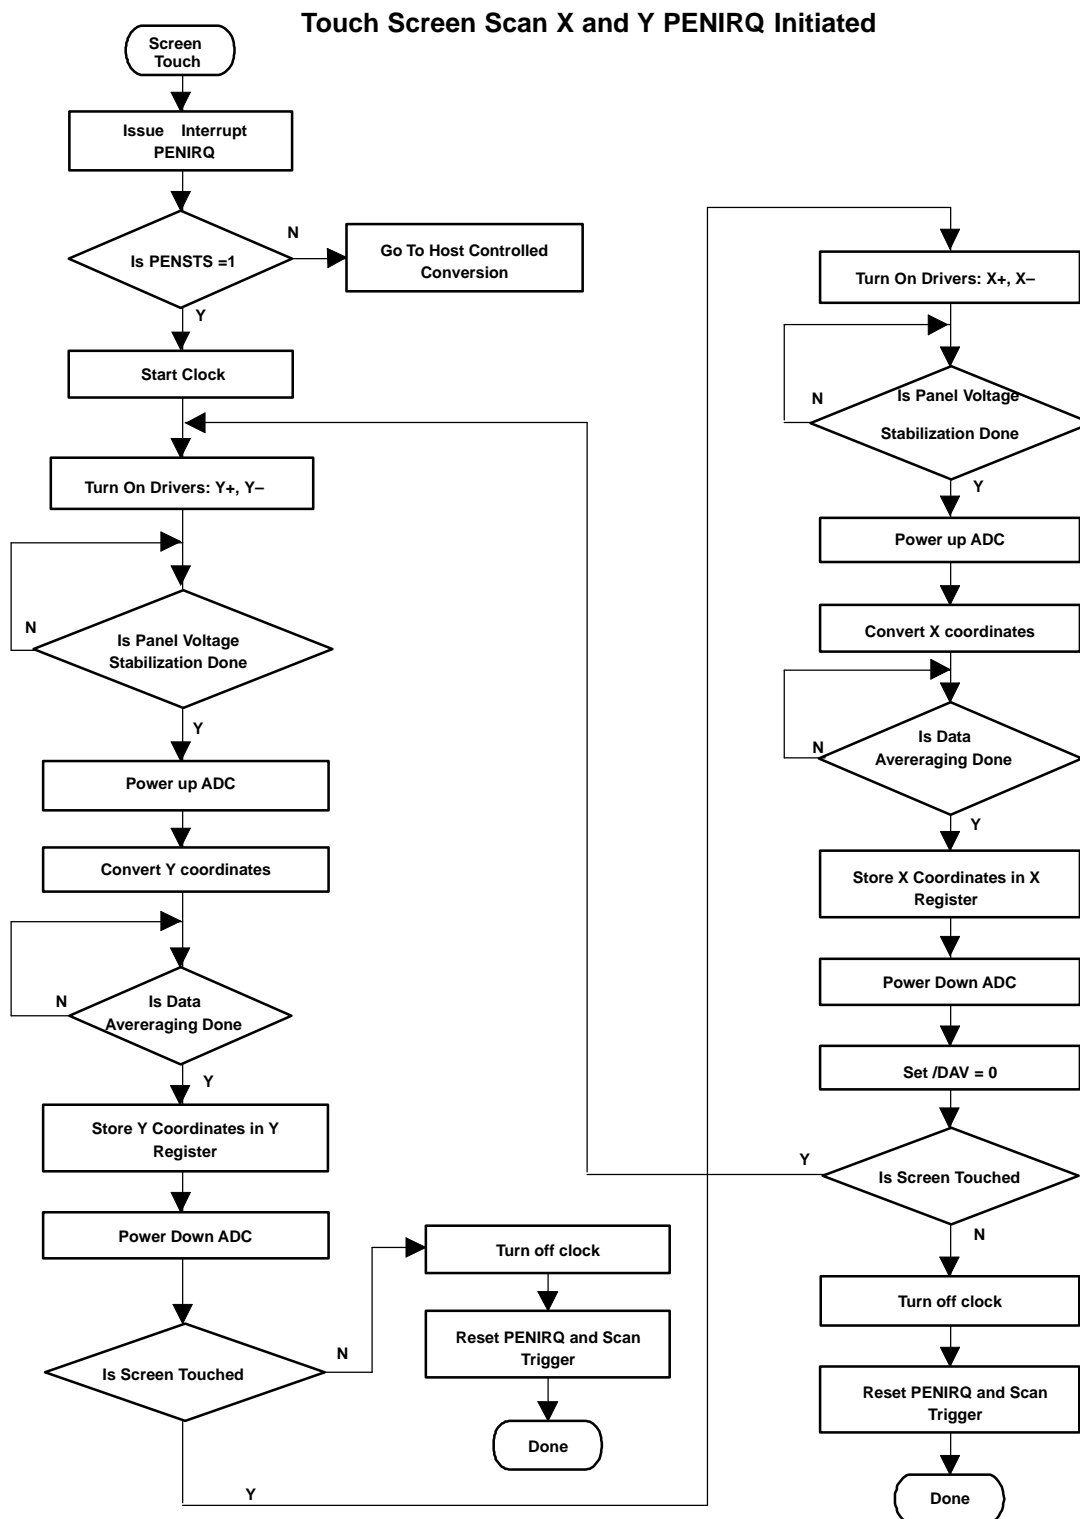 Touch Screen Scan X and Y PENIRQ Initiated
Screen
Touch
Issue Interrupt
PENIRQ
Is PENSTS =1
N
Go To Host Controlled
Conversion
Y
Start Clock
Turn On Drivers: Y+, Y–
N
Is Panel Voltage
Stabilization Done
Y
Power up ADC
Convert Y coordinates
N
Is Data
Avereraging Done
Y
Store Y Coordinates in Y
Register
Power Down ADC
Is Screen Touched
N
Turn off clock
Reset PENIRQ and Scan
Trigger
Done
Y
Turn On Drivers: X+, X–
N
Is Panel Voltage
Stabilization Done
Y
Power up ADC
Convert X coordinates
N
Is Data
Avereraging Done
Y
Store X Coordinates in X
Register
Power Down ADC
Set /DAV = 0
Y
Is Screen Touched
N
Turn off clock
Reset PENIRQ and Scan
Trigger
Done